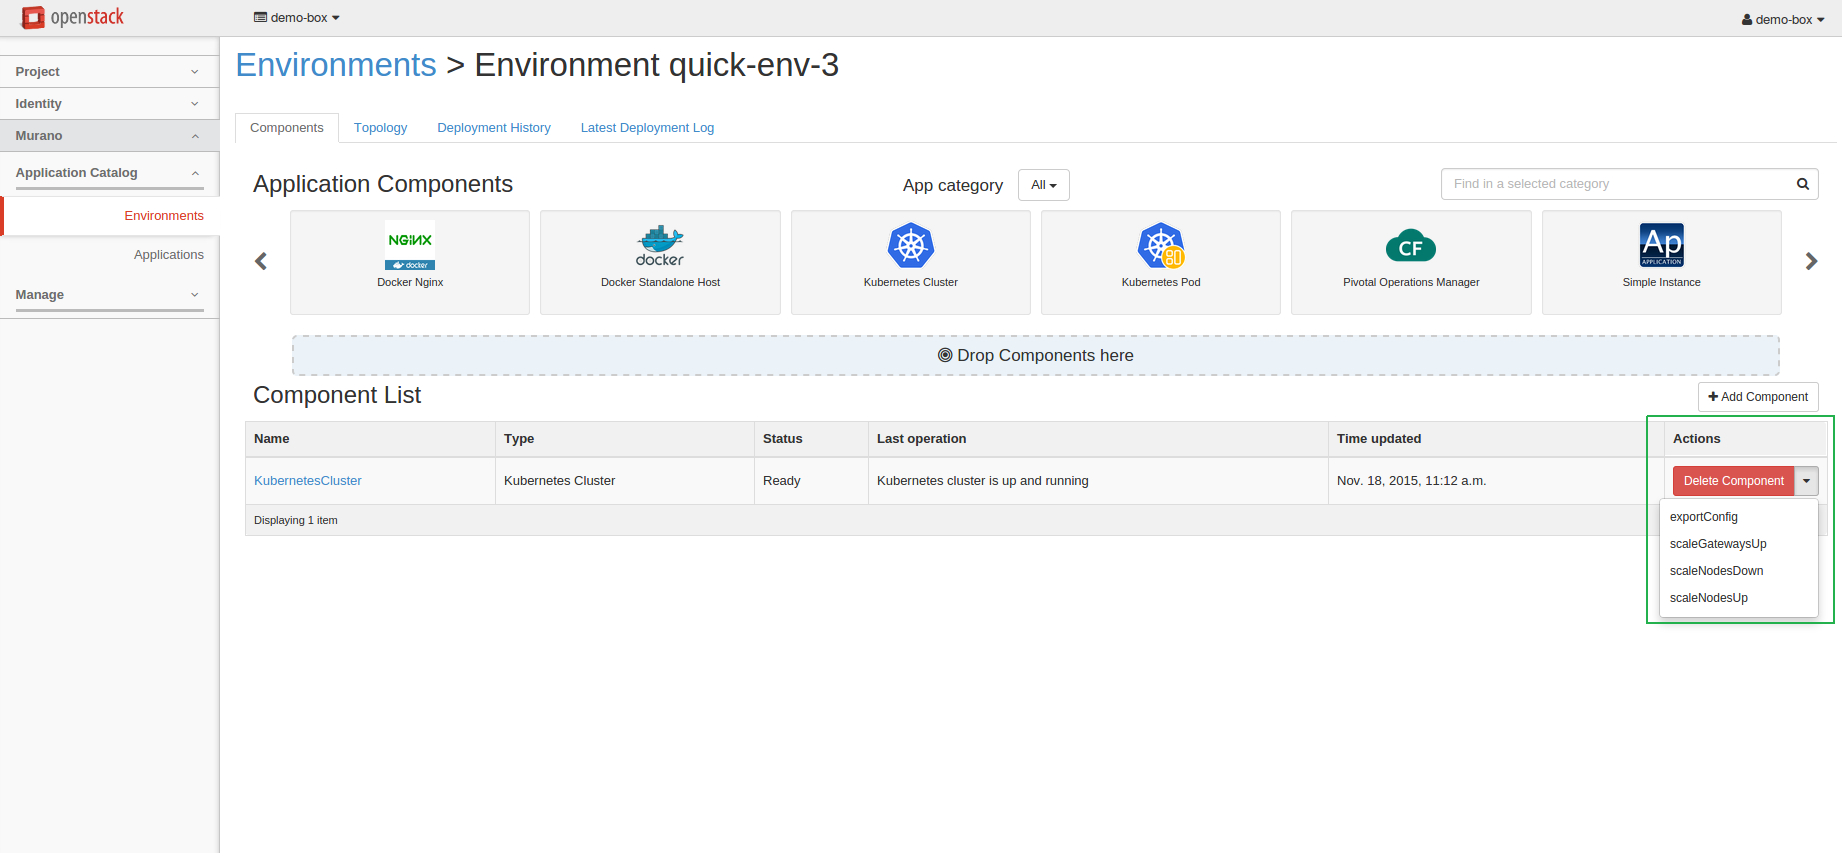 openstack
demo-box
demo-box
Project
Identity
Murano
Application Catalog
Environments
Applications
Manage
Environments > Environment quick-env-3
Components
Topology
Deployment History
Latest Deployment Log
Application Components
App category
All
Find in a selected category
NGINX
docker
Docker Nginx
docker
Docker Standalone Host
Kubernetes Cluster
Kubernetes Pod
CF
Pivotal Operations Manager
Ap
APPLICATION
Simple Instance
Drop Components here
Component List
Add Component
Name Type Status Last operation Time updated Actions
KubernetesCluster Kubernetes Cluster Ready Kubernetes cluster is up and running Nov. 18, 2015, 11:12 a.m. Delete Component
Displaying 1 item
exportConfig
scaleGatewaysUp
scaleNodesDown
scaleNodesUp